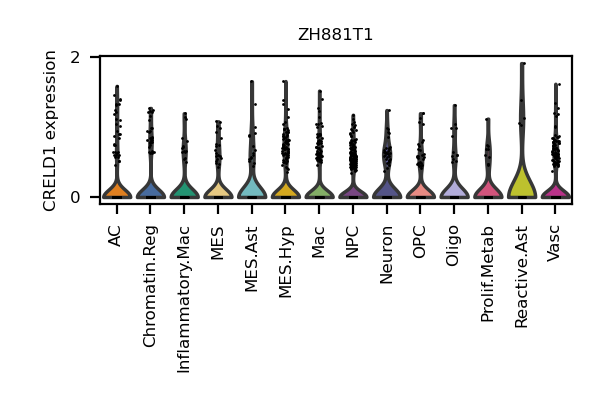 ZH881T1
CRELD1 expression
2
0
AC
Chromatin.Reg
Inflammatory.Mac
MES
MES.Ast
MES.Hyp
Mac
NPC
Neuron
OPC
Oligo
Prolif.Metab
Reactive.Ast
Vasc